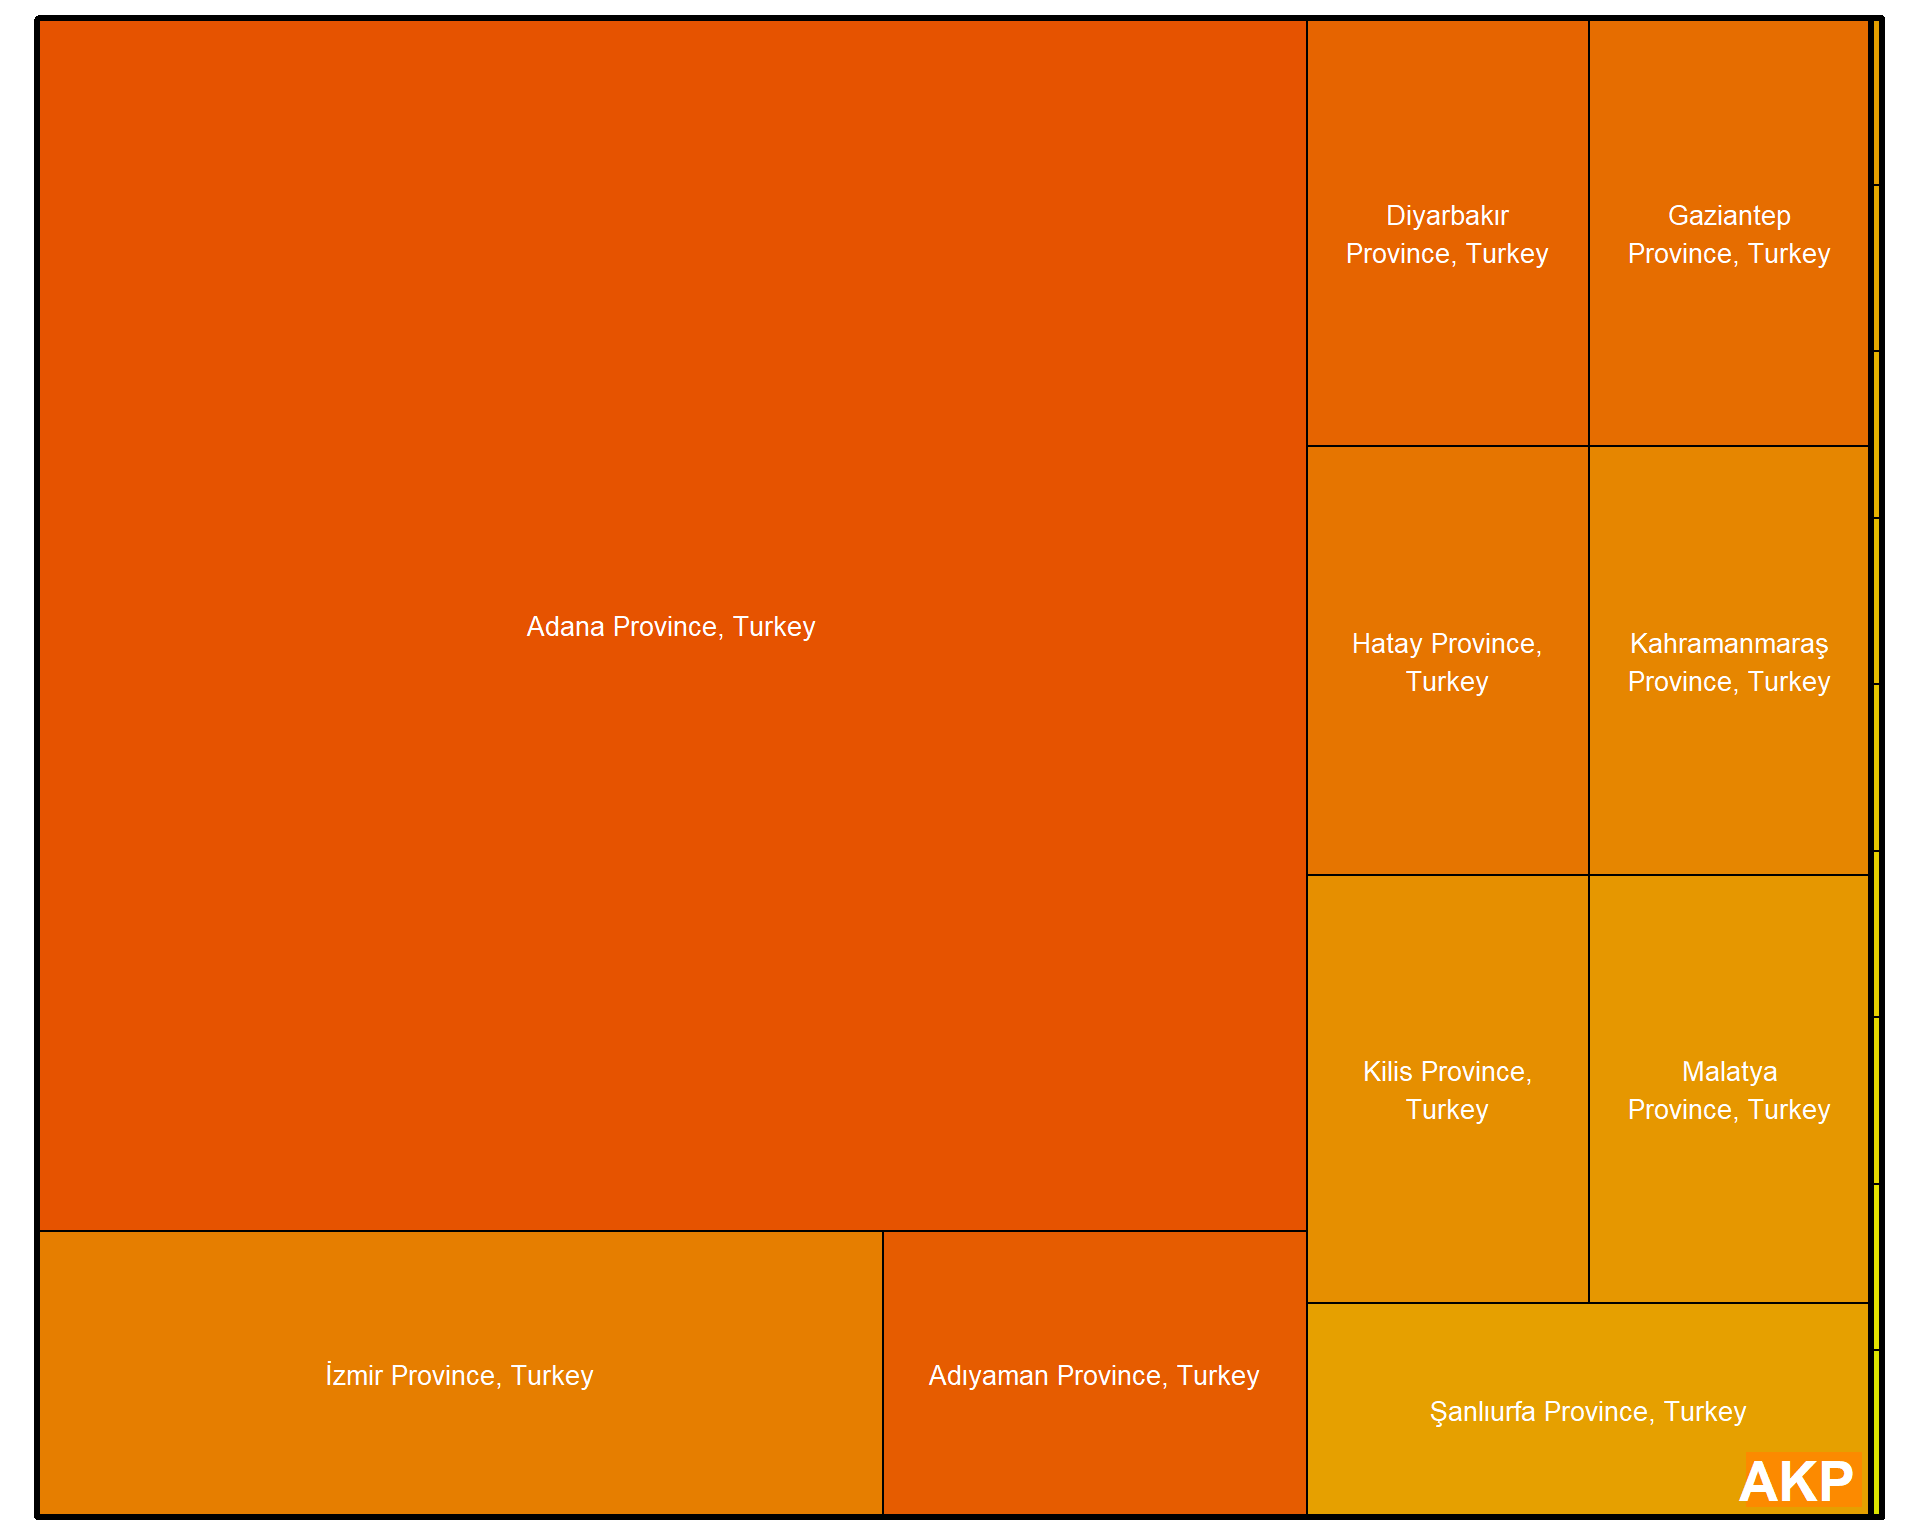 Diyarbakır
Province, Turkey
Gaziantep
Province, Turkey
Adana Province, Turkey
Hatay Province,
Turkey
Kahramanmaraş
Province, Turkey
Kilis Province,
Turkey
Malatya
Province, Turkey
İzmir Province, Turkey
Adıyaman Province, Turkey
Şanlıurfa Province, Turkey
AKP